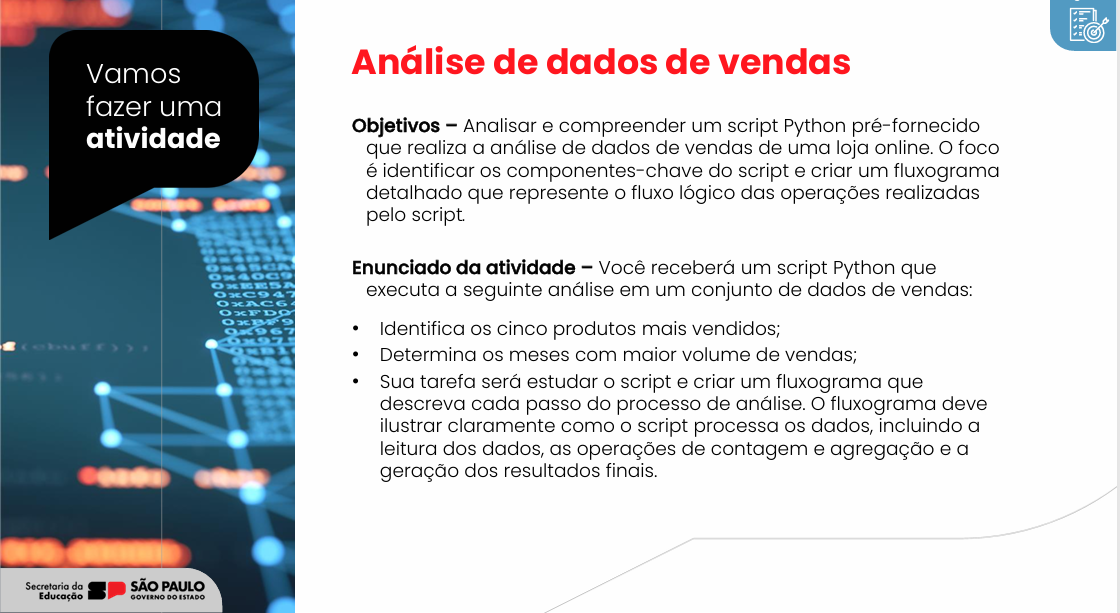 Vamos
fazer uma
atividade
Análise de dados de vendas
Objetivos – Analisar e compreender um script Python pré-fornecido
que realiza a análise de dados de vendas de uma loja online. O foco
é identificar os componentes-chave do script e criar um fluxograma
detalhado que represente o fluxo lógico das operações realizadas
pelo script.
Enunciado da atividade – Você receberá um script Python que
executa a seguinte análise em um conjunto de dados de vendas:
• Identifica os cinco produtos mais vendidos;
• Determina os meses com maior volume de vendas;
• Sua tarefa será estudar o script e criar um fluxograma que
descreva cada passo do processo de análise. O fluxograma deve
ilustrar claramente como o script processa os dados, incluindo a
leitura dos dados, as operações de contagem e agregação e a
geração dos resultados finais.
Secretaria da
Educação
SP
SÃO PAULO
GOVERNO DO ESTADO